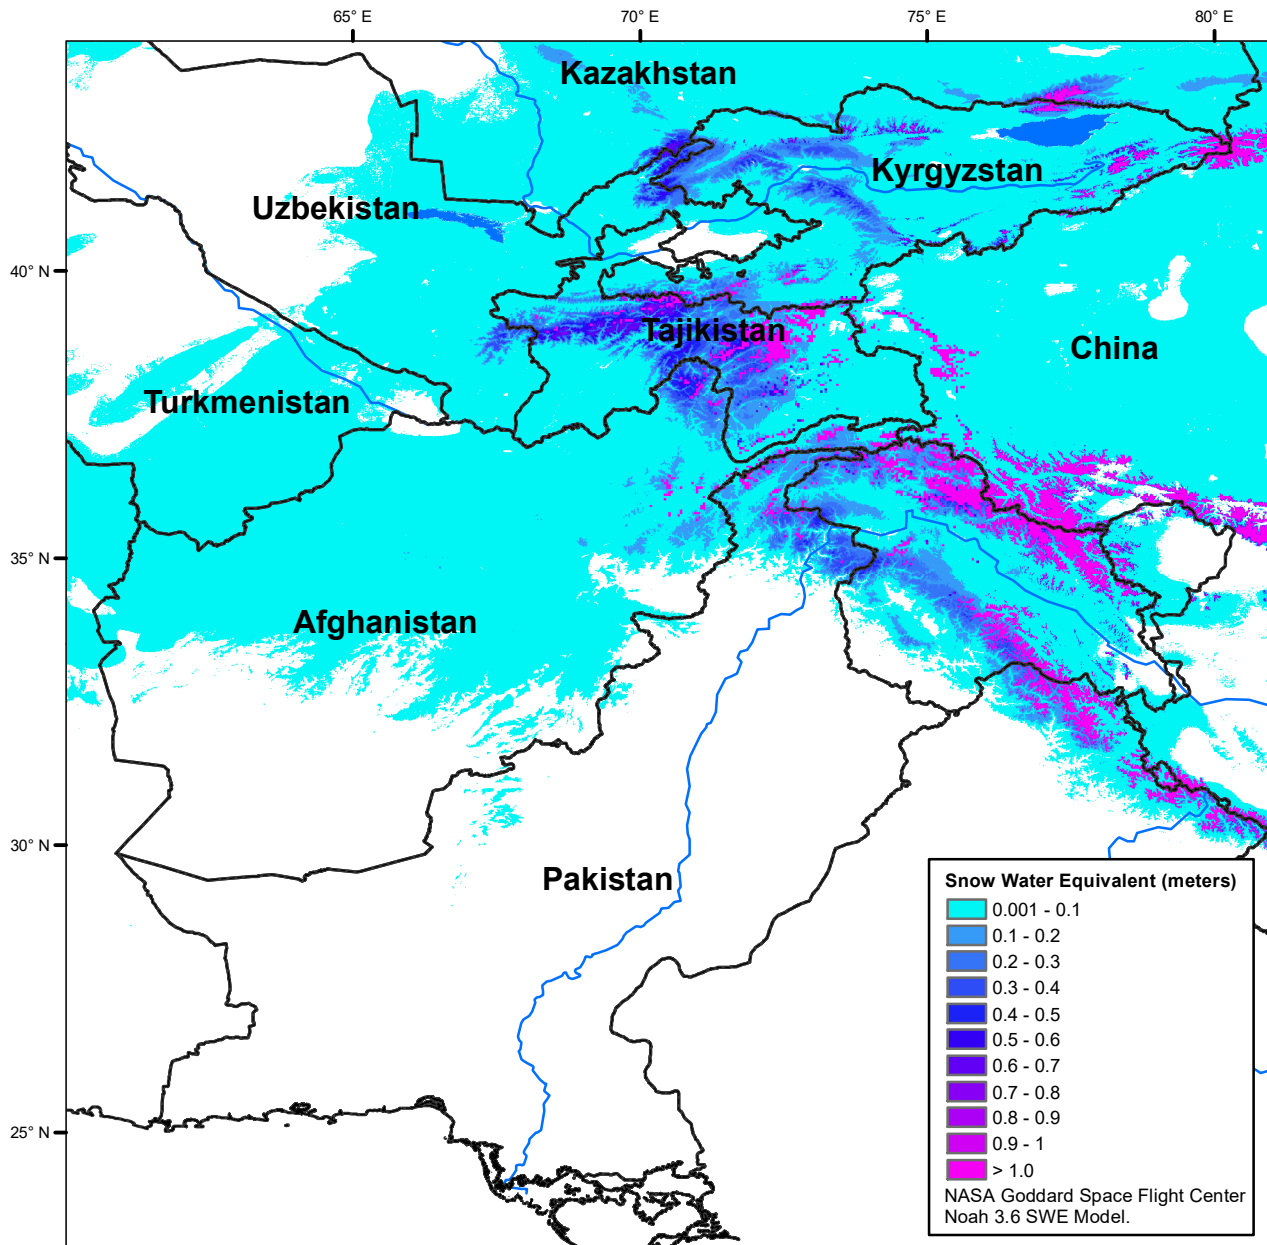 65° E
70° E
75° E
80° E
Kazakhstan
Kyrgyzstan
Uzbekistan
40° N
Tajikistan
China
Turkmenistan
35° N
Afghanistan
30° N
Pakistan
25° N
Snow Water Equivalent (meters)
0.001 - 0.1
0.1 - 0.2
0.2 - 0.3
0.3 - 0.4
0.4 - 0.5
0.5 - 0.6
0.6 - 0.7
0.7 - 0.8
0.8 - 0.9
0.9 - 1
> 1.0
NASA Goddard Space Flight Center
Noah 3.6 SWE Model.